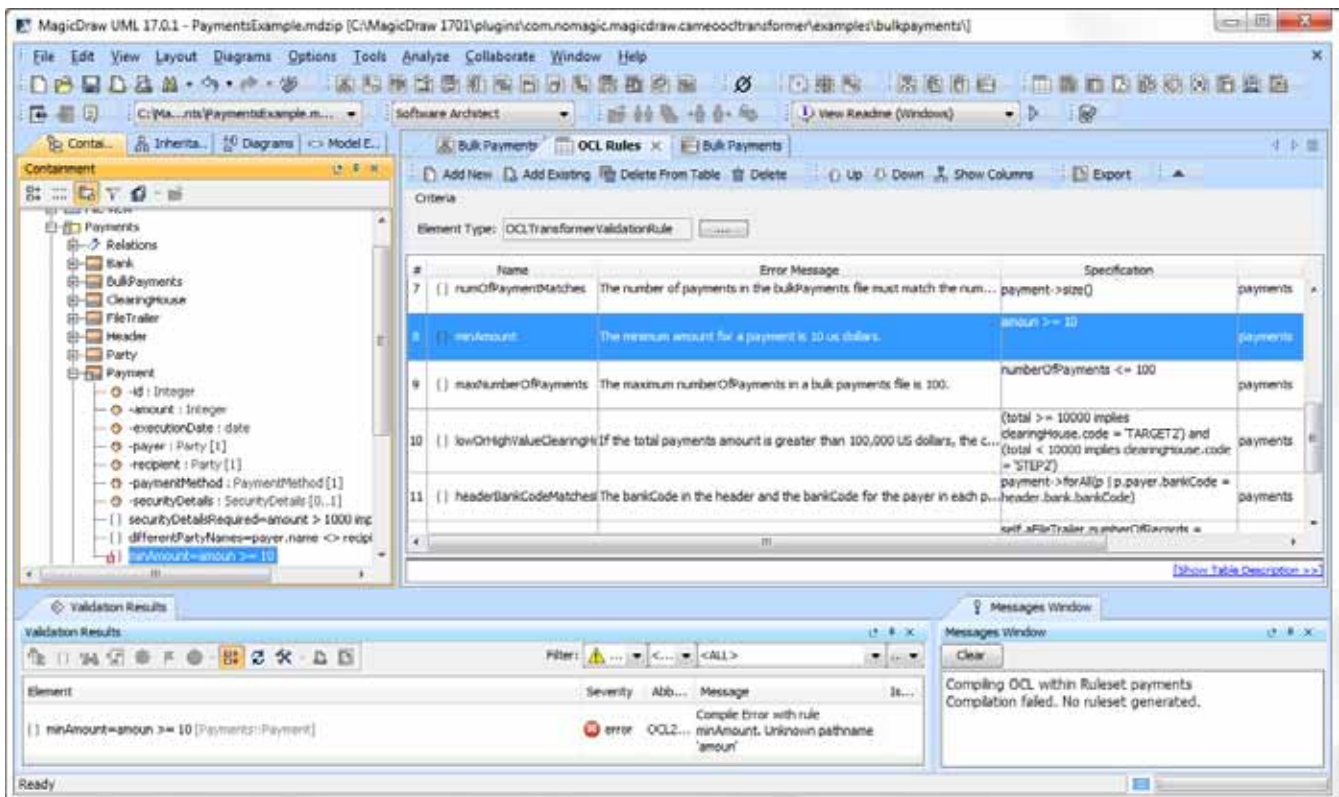 MagicDraw UML 17.0.1 - PaymentsExample.mdzip [C:\MagicDraw 1701\plugins\com.nomagic.magicdraw.cameoocltransformer\examples\bulkpayments\]
File Edit View Layout Diagrams Options Tools Analyze Collaborate Window Help
C:\Ma...nts\PaymentsExample.m... Software Architect View Readme (Windows)
Contai... Inherita... Diagrams Model E...
Bulk Payments OCL Rules Bulk Payments
Containment
Add New Add Existing Delete From Table Delete Up Down Show Columns Export
Criteria
Element Type: OCLTransformerValidationRule ...
Payments
Relations
Bank
BulkPayments
ClearingHouse
FileTrailer
Header
Party
Payment
-id : Integer
-amount : Integer
-executionDate : date
-payer : Party [1]
-recipient : Party [1]
-paymentMethod : PaymentMethod [1]
-securityDetails : SecurityDetails [0..1]
{} securityDetailsRequired=amount > 1000 imp
{} differentPartyNames=payer.name <> recipi
{} minAmount=amoun >= 10
# Name Error Message Specification
7 {} numOfPaymentMatches The number of payments in the bulkPayments file must match the num... payment->size() payments
8 {} minAmount The minimum amount for a payment is 10 us dollars. amoun >= 10 payments
9 {} maxNumberOfPayments The maximum numberOfPayments in a bulk payments file is 100. numberOfPayments <= 100 payments
10 {} lowOrHighValueClearingH If the total payments amount is greater than 100,000 US dollars, the c... (total >= 10000 implies
clearingHouse.code = 'TARGET2') and
(total < 10000 implies clearingHouse.code
= 'STEP2') payments
11 {} headerBankCodeMatches The bankCode in the header and the bankCode for the payer in each p... payment->forAll(p | p.payer.bankCode =
header.bank.bankCode) payments
self.aFileTrailer.numberOfRecords =
[Show Table Description >>]
Validation Results
Validation Results
Filter: ... <... <ALL> ...
Element Severity Abb... Message Is...
{} minAmount=amoun >= 10 [Payments::Payment] error OCL2... Compile Error with rule
minAmount. Unknown pathname
'amoun'
Messages Window
Messages Window
Clear
Compiling OCL within Ruleset payments
Compilation failed. No ruleset generated.
Ready